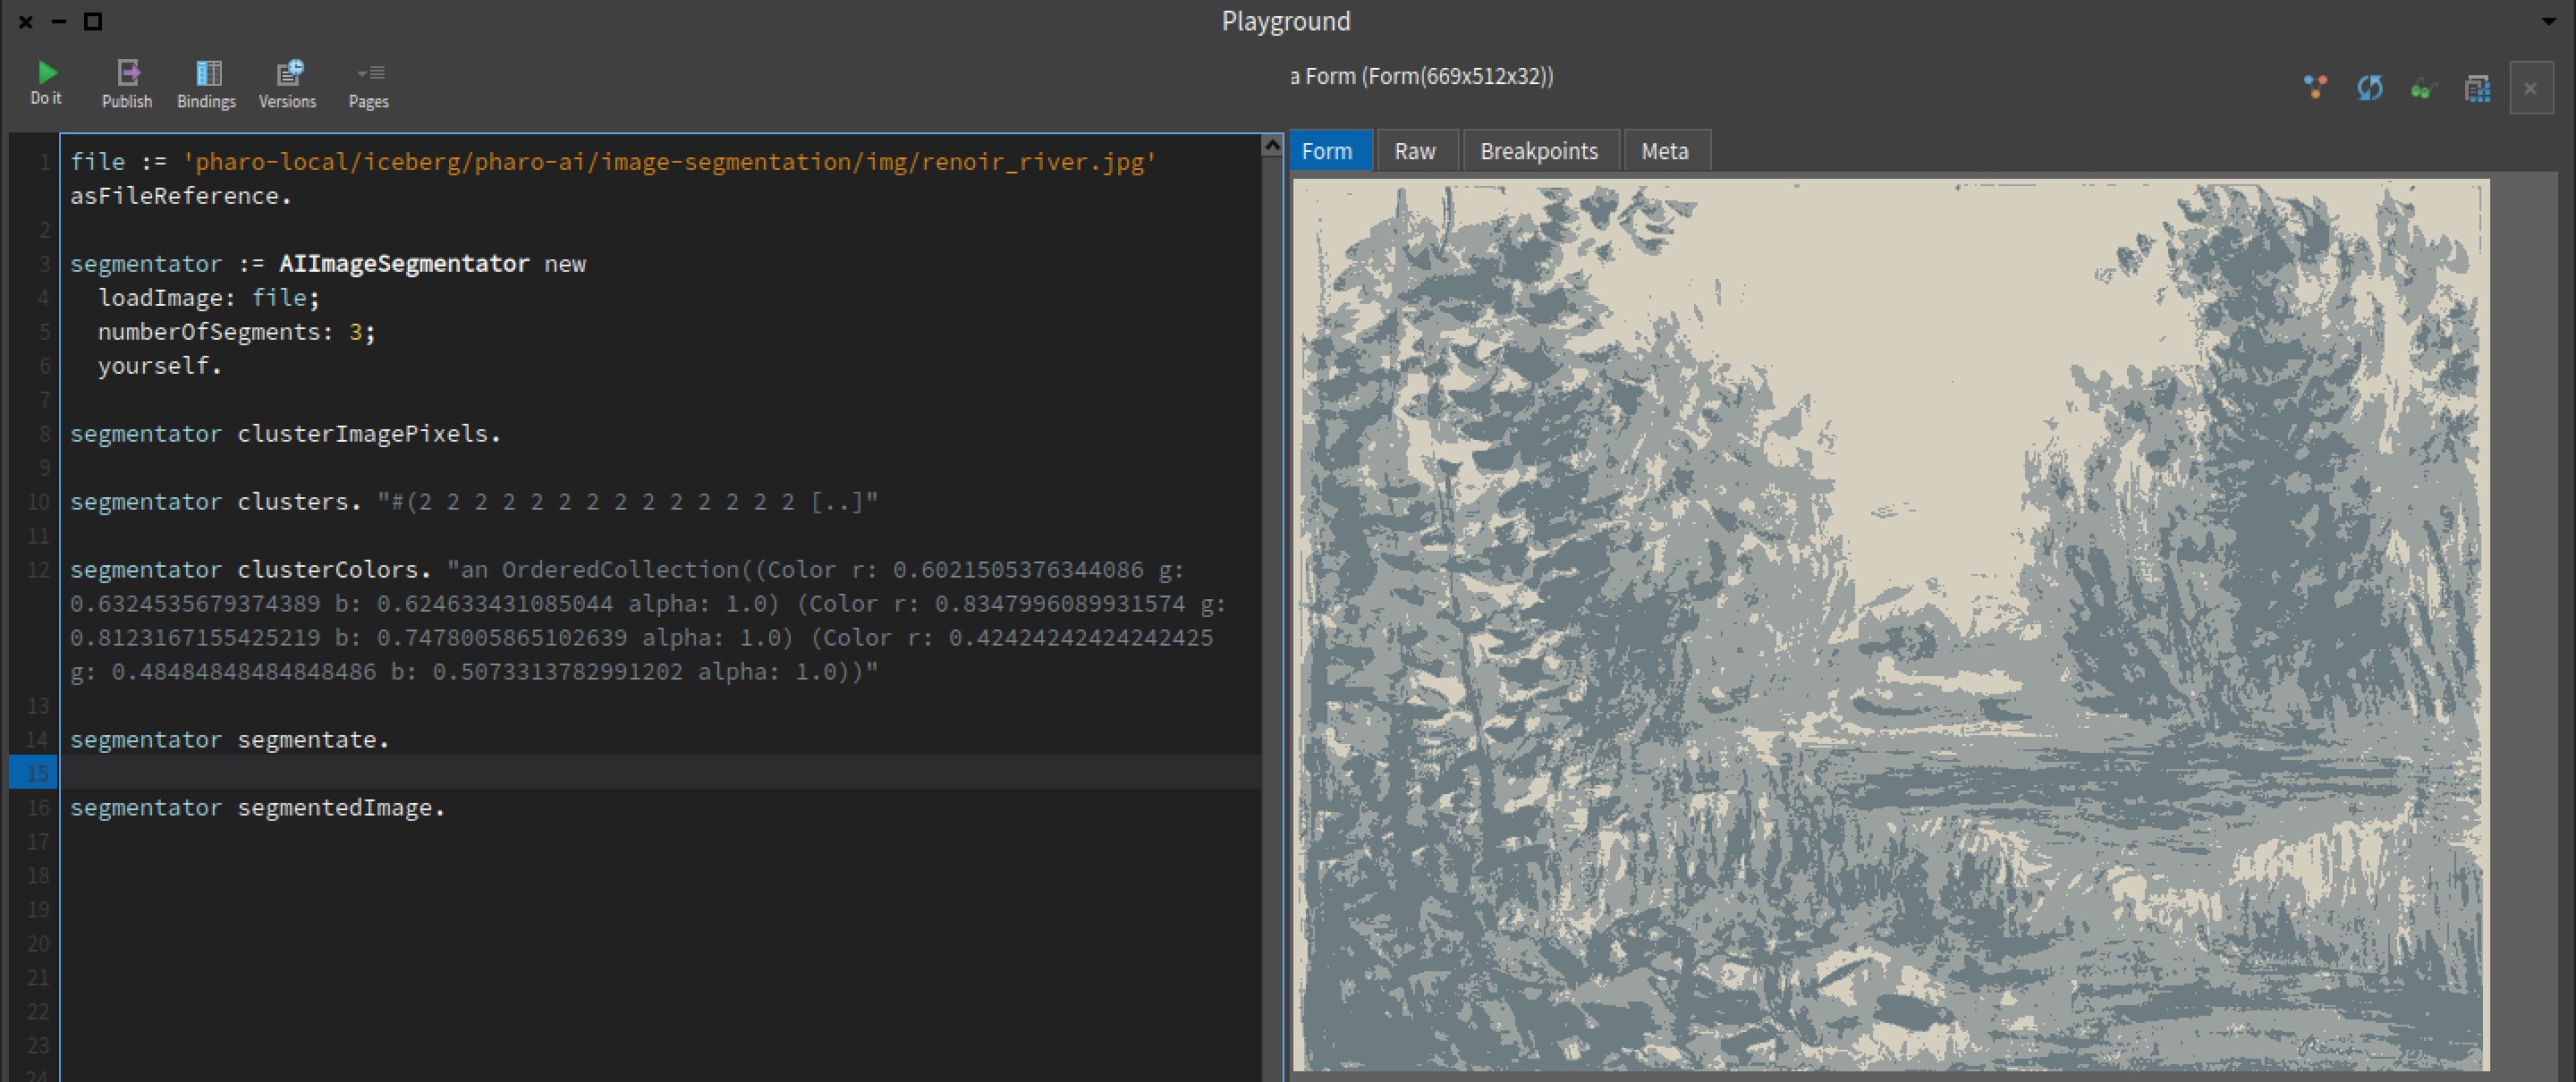 Playground
Do it
Publish
Bindings
Versions
Pages
a Form (Form(669x512x32))
Form
Raw
Breakpoints
Meta
1 file := 'pharo-local/iceberg/pharo-ai/image-segmentation/img/renoir_river.jpg'
asFileReference.
2
3 segmentator := AIImageSegmentator new
4 loadImage: file;
5 numberOfSegments: 3;
6 yourself.
7
8 segmentator clusterImagePixels.
9
10 segmentator clusters. "#(2 2 2 2 2 2 2 2 2 2 2 2 2 2 [..]"
11
12 segmentator clusterColors. "an OrderedCollection((Color r: 0.6021505376344086 g:
0.6324535679374389 b: 0.624633431085044 alpha: 1.0) (Color r: 0.8347996089931574 g:
0.8123167155425219 b: 0.7478005865102639 alpha: 1.0) (Color r: 0.42424242424242425
g: 0.48484848484848486 b: 0.5073313782991202 alpha: 1.0))"
13
14 segmentator segmentate.
15
16 segmentator segmentedImage.
17
18
19
20
21
22
23
24